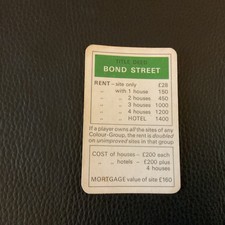 TITLE DEED
BOND STREET
RENT — site only £28
„ with 1 house 150
„ „ 2 houses 450
„ „ 3 houses 1000
„ „ 4 houses 1200
„ „ HOTEL 1400
If a player owns all the sites of any
Colour-Group, the rent is doubled
on unimproved sites in that group
COST of houses — £200 each
„ „ hotels — £200 plus
4 houses
MORTGAGE value of site £160